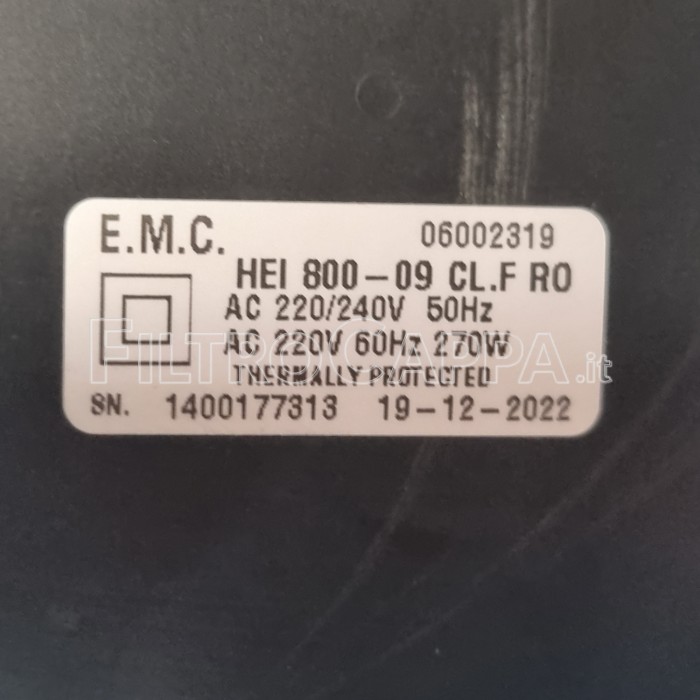 E.M.C. 06002319
HEI 800-09 CL.F RO
AC 220/240V 50Hz
AC 220V 60Hz 270W
FILTROCAPPA.it
THERMALLY PROTECTED
SN. 1400177313 19-12-2022